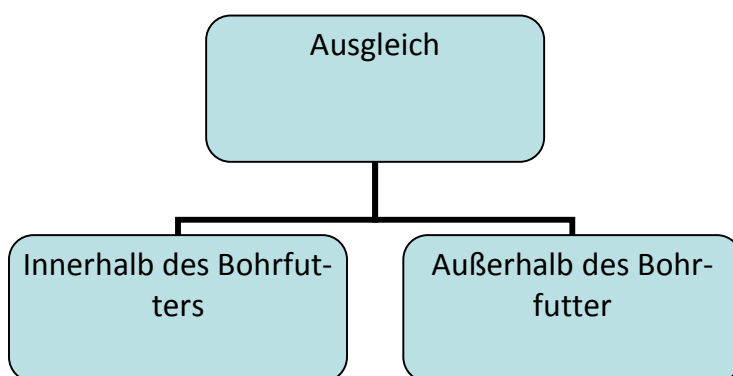 Ausgleich
Innerhalb des Bohrfut-
ters
Außerhalb des Bohr-
futter